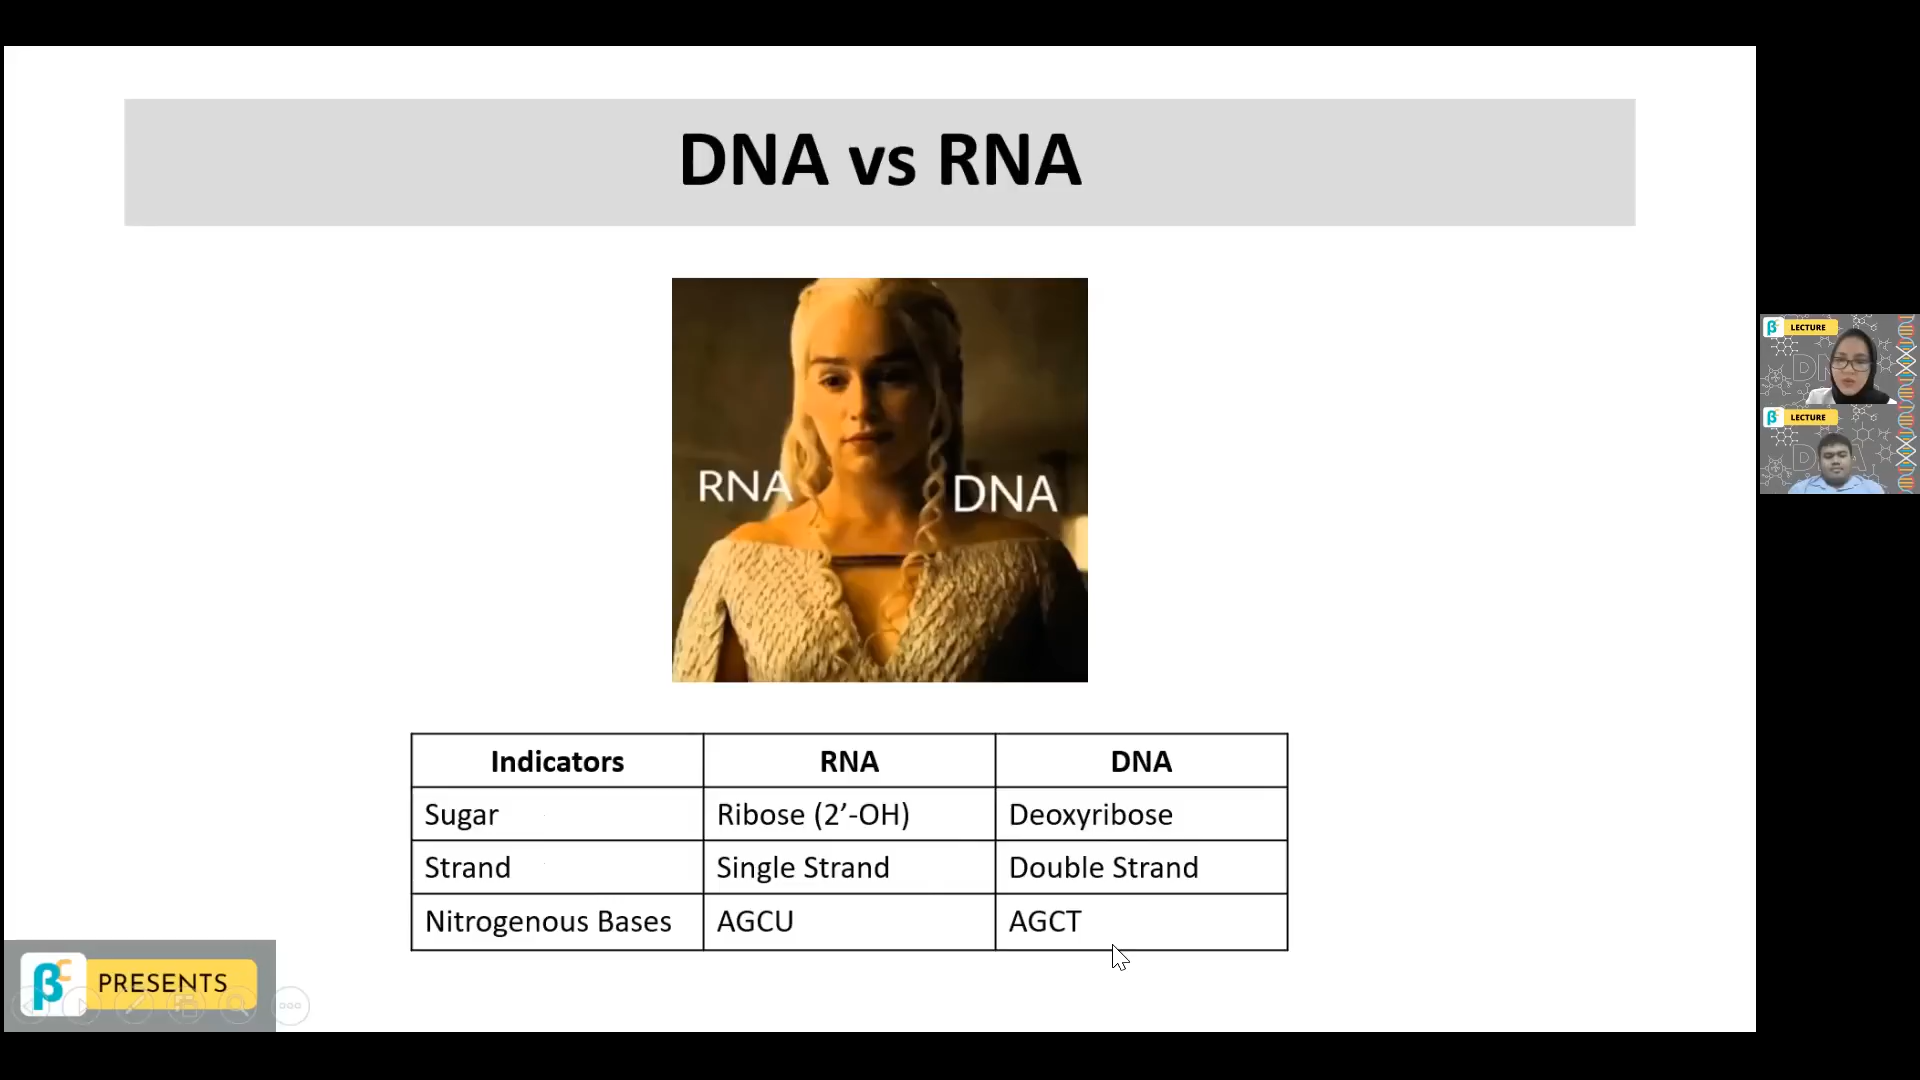 DNA vs RNA
RNA
DNA
Indicators RNA DNA
Sugar Ribose (2’-OH) Deoxyribose
Strand Single Strand Double Strand
Nitrogenous Bases AGCU AGCT
βc PRESENTS
β LECTURE
β LECTURE